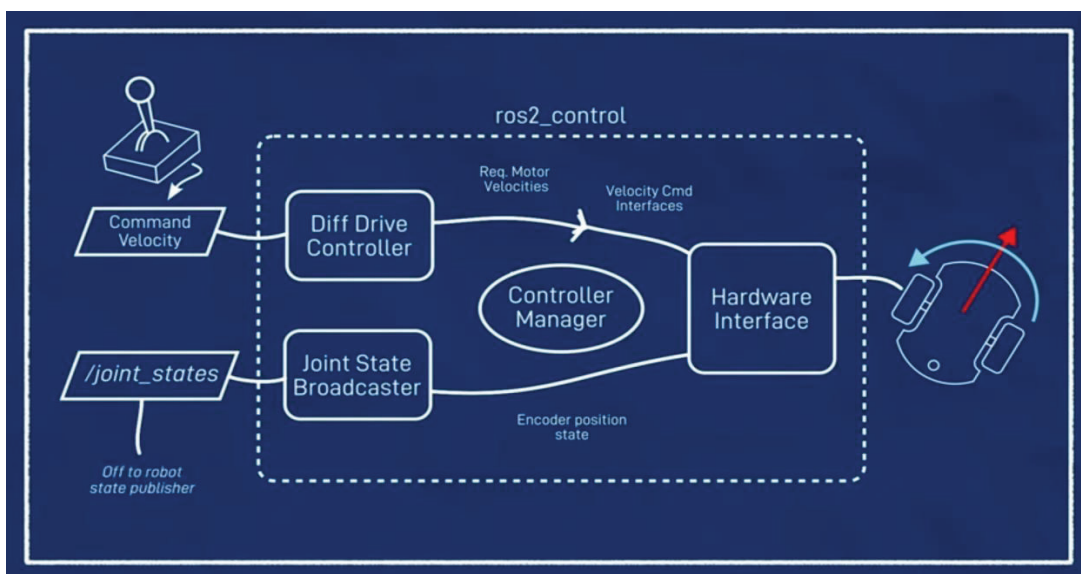 ros2_control
Req. Motor
Velocities
Velocity Cmd
Interfaces
Command
Velocity
Diff Drive
Controller
Controller
Manager
Hardware
Interface
/joint_states
Joint State
Broadcaster
Encoder position
state
Off to robot
state publisher